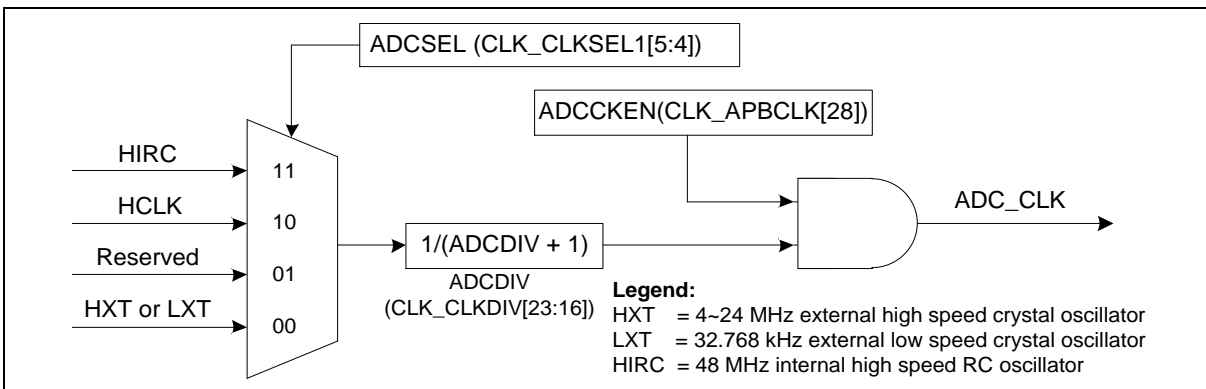 ADCSEL (CLK_CLKSEL1[5:4])
ADCCKEN(CLK_APBCLK[28])
HIRC
11
HCLK
10
Reserved
01
HXT or LXT
00
1/(ADCDIV + 1)
ADCDIV
(CLK_CLKDIV[23:16])
ADC_CLK
Legend:
HXT = 4~24 MHz external high speed crystal oscillator
LXT = 32.768 kHz external low speed crystal oscillator
HIRC = 48 MHz internal high speed RC oscillator